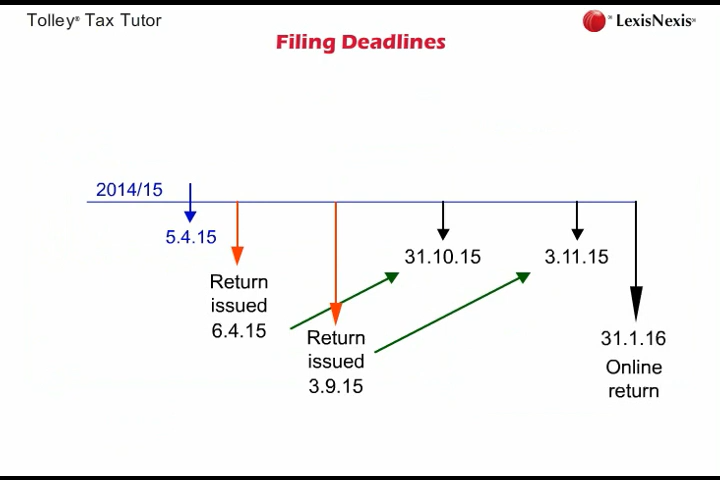 Tolley® Tax Tutor
LexisNexis®
Filing Deadlines
2014/15
5.4.15
31.10.15
3.11.15
Return
issued
6.4.15
Return
issued
3.9.15
31.1.16
Online
return